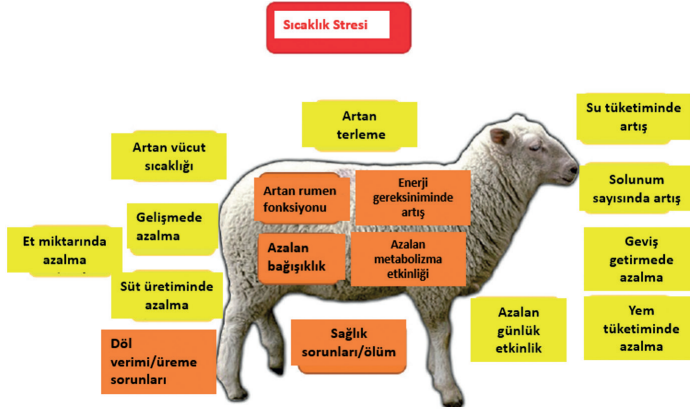 Sıcaklık Stresi
Artan
terleme
Su tüketiminde
artış
Artan vücut
sıcaklığı
Solunum
sayısında artış
Artan rumen
fonksiyonu
Enerji
gereksiniminde
artış
Gelişmede
azalma
Et miktarında
azalma
Azalan
bağışıklık
Azalan
metabolizma
etkinliği
Geviş
getirmede
azalma
Süt üretiminde
azalma
Azalan
günlük
etkinlik
Yem
tüketiminde
azalma
Döl
verimi/üreme
sorunları
Sağlık
sorunları/ölüm